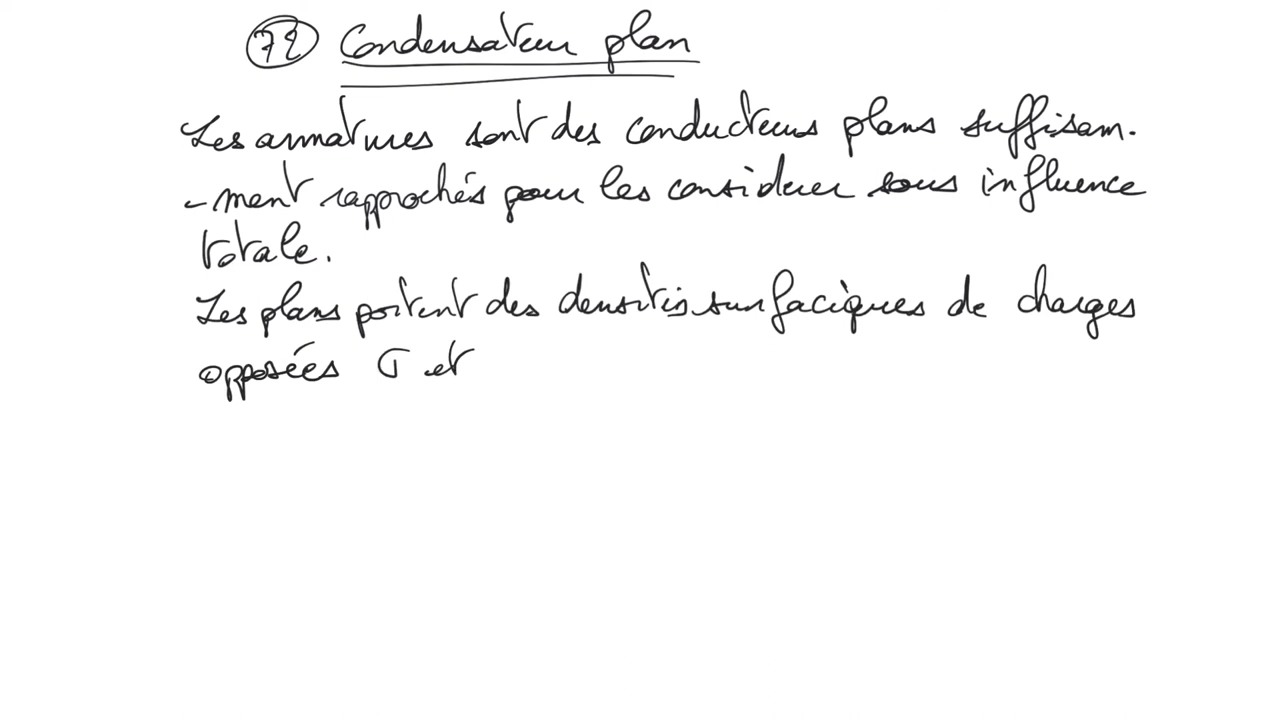 72 Condensateur plan
Les armatures sont des conducteurs plans suffisam.
-ment rapprochés pour les considérer sous influence
totale.
Les plans portent des densités surfaciques de charges
opposées σ et